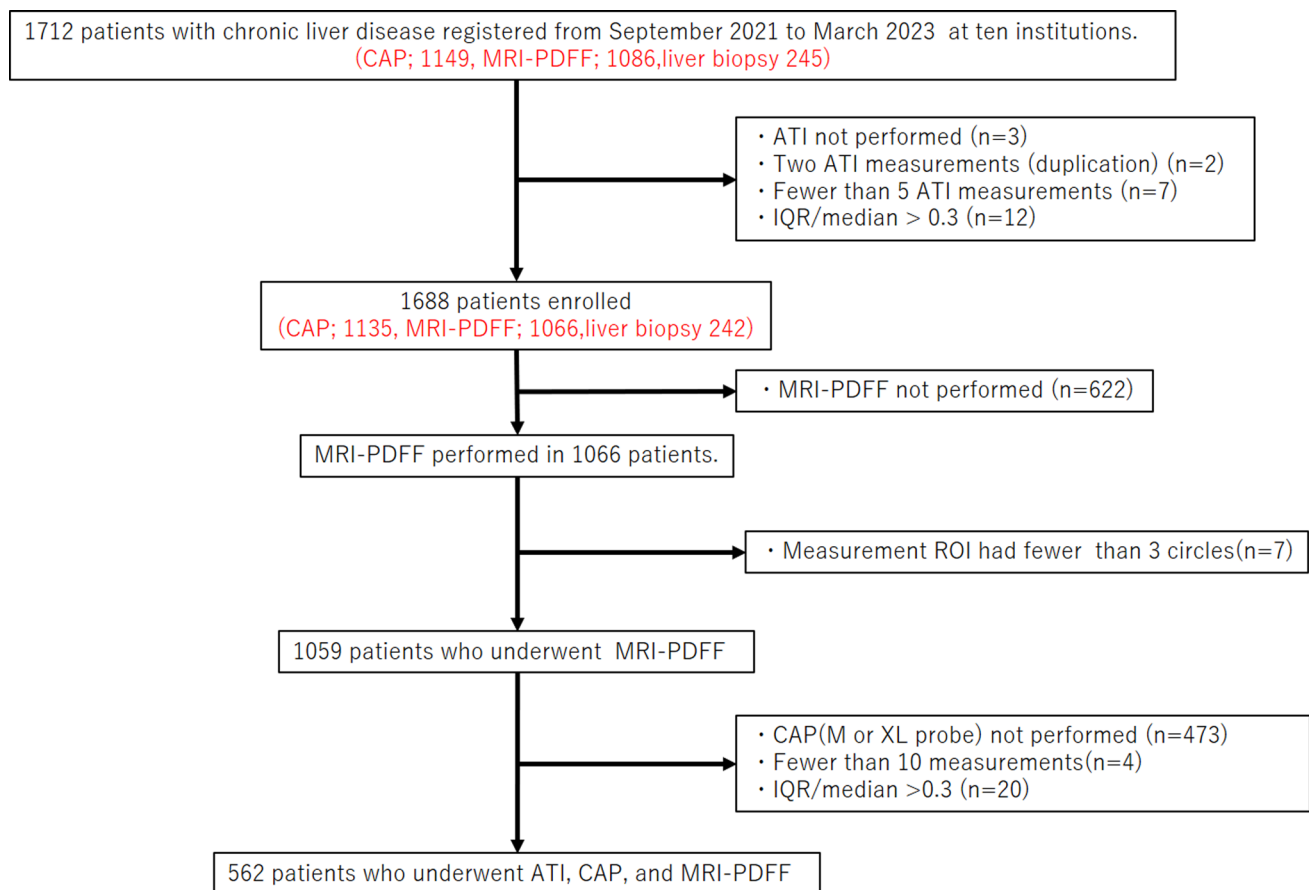 1712 patients with chronic liver disease registered from September 2021 to March 2023 at ten institutions.
(CAP; 1149, MRI-PDFF; 1086,liver biopsy 245)
・ATI not performed (n=3)
・Two ATI measurements (duplication) (n=2)
・Fewer than 5 ATI measurements (n=7)
・IQR/median > 0.3 (n=12)
1688 patients enrolled
(CAP; 1135, MRI-PDFF; 1066,liver biopsy 242)
・MRI-PDFF not performed (n=622)
MRI-PDFF performed in 1066 patients.
・Measurement ROI had fewer than 3 circles(n=7)
1059 patients who underwent MRI-PDFF
・CAP(M or XL probe) not performed (n=473)
・Fewer than 10 measurements(n=4)
・IQR/median >0.3 (n=20)
562 patients who underwent ATI, CAP, and MRI-PDFF